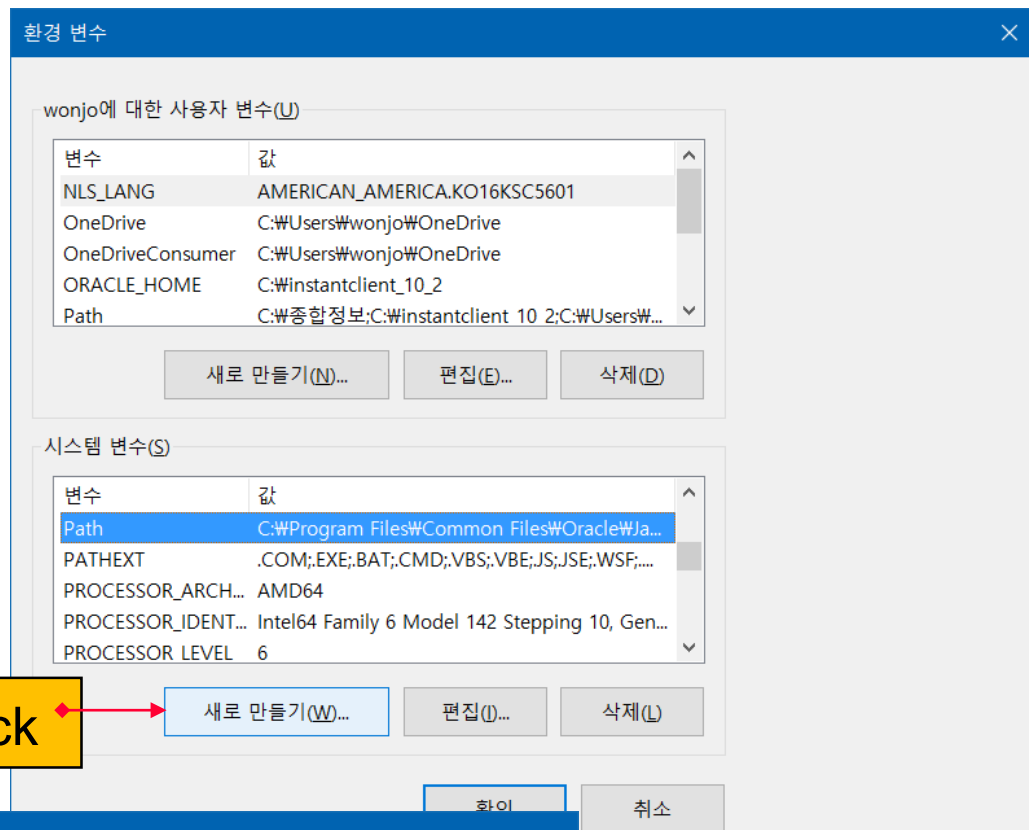 환경 변수
wonjo에 대한 사용자 변수(U)
변수 값
NLS_LANG AMERICAN_AMERICA.KO16KSC5601
OneDrive C:₩Users₩wonjo₩OneDrive
OneDriveConsumer C:₩Users₩wonjo₩OneDrive
ORACLE_HOME C:₩instantclient_10_2
Path C:₩종합정보;C:₩instantclient_10_2;C:₩Users₩...
새로 만들기(N)... 편집(E)... 삭제(D)
시스템 변수(S)
변수 값
Path C:₩Program Files₩Common Files₩Oracle₩Ja...
PATHEXT .COM;.EXE;.BAT;.CMD;.VBS;.VBE;.JS;.JSE;.WSF;....
PROCESSOR_ARCH... AMD64
PROCESSOR_IDENT... Intel64 Family 6 Model 142 Stepping 10, Gen...
PROCESSOR_LEVEL 6
ck 새로 만들기(W)... 편집(I)... 삭제(L)
확인 취소